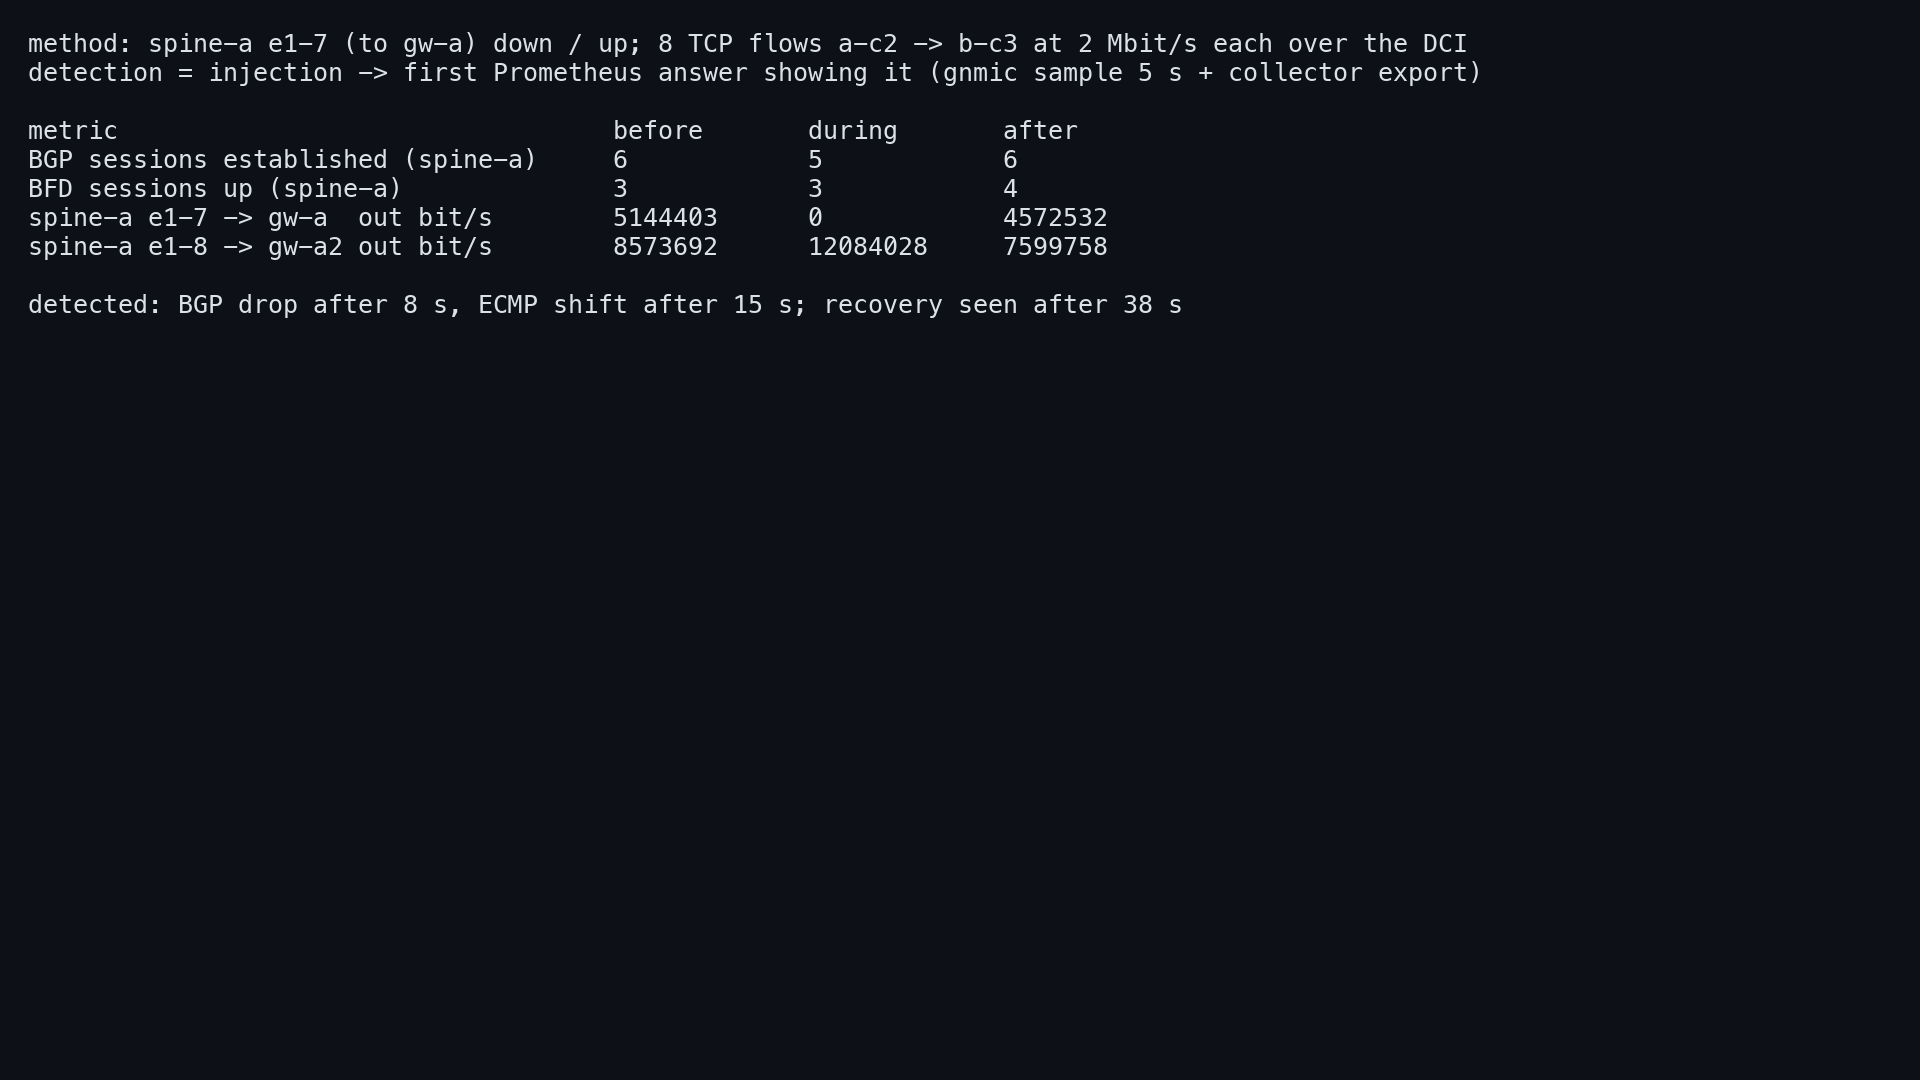 method: spine-a e1-7 (to gw-a) down / up; 8 TCP flows a-c2 -> b-c3 at 2 Mbit/s each over the DCI
detection = injection -> first Prometheus answer showing it (gnmic sample 5 s + collector export)
metric before during after
BGP sessions established (spine-a) 6 5 6
BFD sessions up (spine-a) 3 3 4
spine-a e1-7 -> gw-a out bit/s 5144403 0 4572532
spine-a e1-8 -> gw-a2 out bit/s 8573692 12084028 7599758
detected: BGP drop after 8 s, ECMP shift after 15 s; recovery seen after 38 s